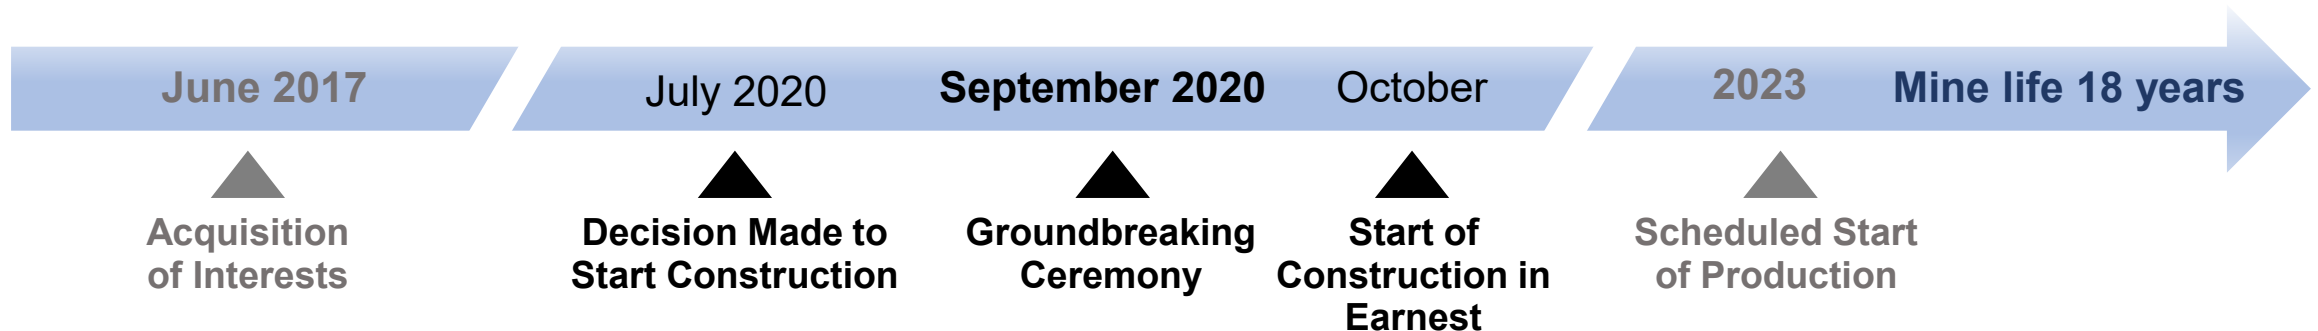 June 2017
July 2020
September 2020
October
2023
Mine life 18 years
Acquisition
of Interests
Decision Made to
Start Construction
Groundbreaking
Ceremony
Start of
Construction in
Earnest
Scheduled Start
of Production